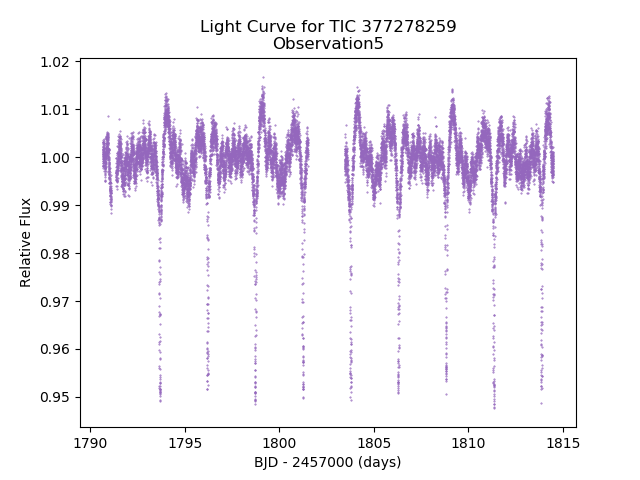 Light Curve for TIC 377278259
Observation5
1.02
1.01
1.00
0.99
0.98
0.97
0.96
0.95
Relative Flux
1790 1795 1800 1805 1810 1815
BJD - 2457000 (days)